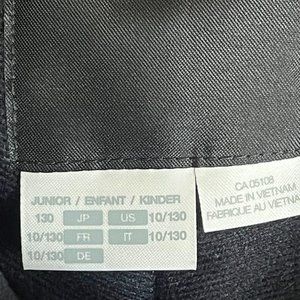 JUNIOR / ENFANT / KINDER
130 JP US 10/130
10/130 FR IT 10/130
10/130 DE
CA 05108
MADE IN VIETNAM
FABRIQUE AU VIETNA